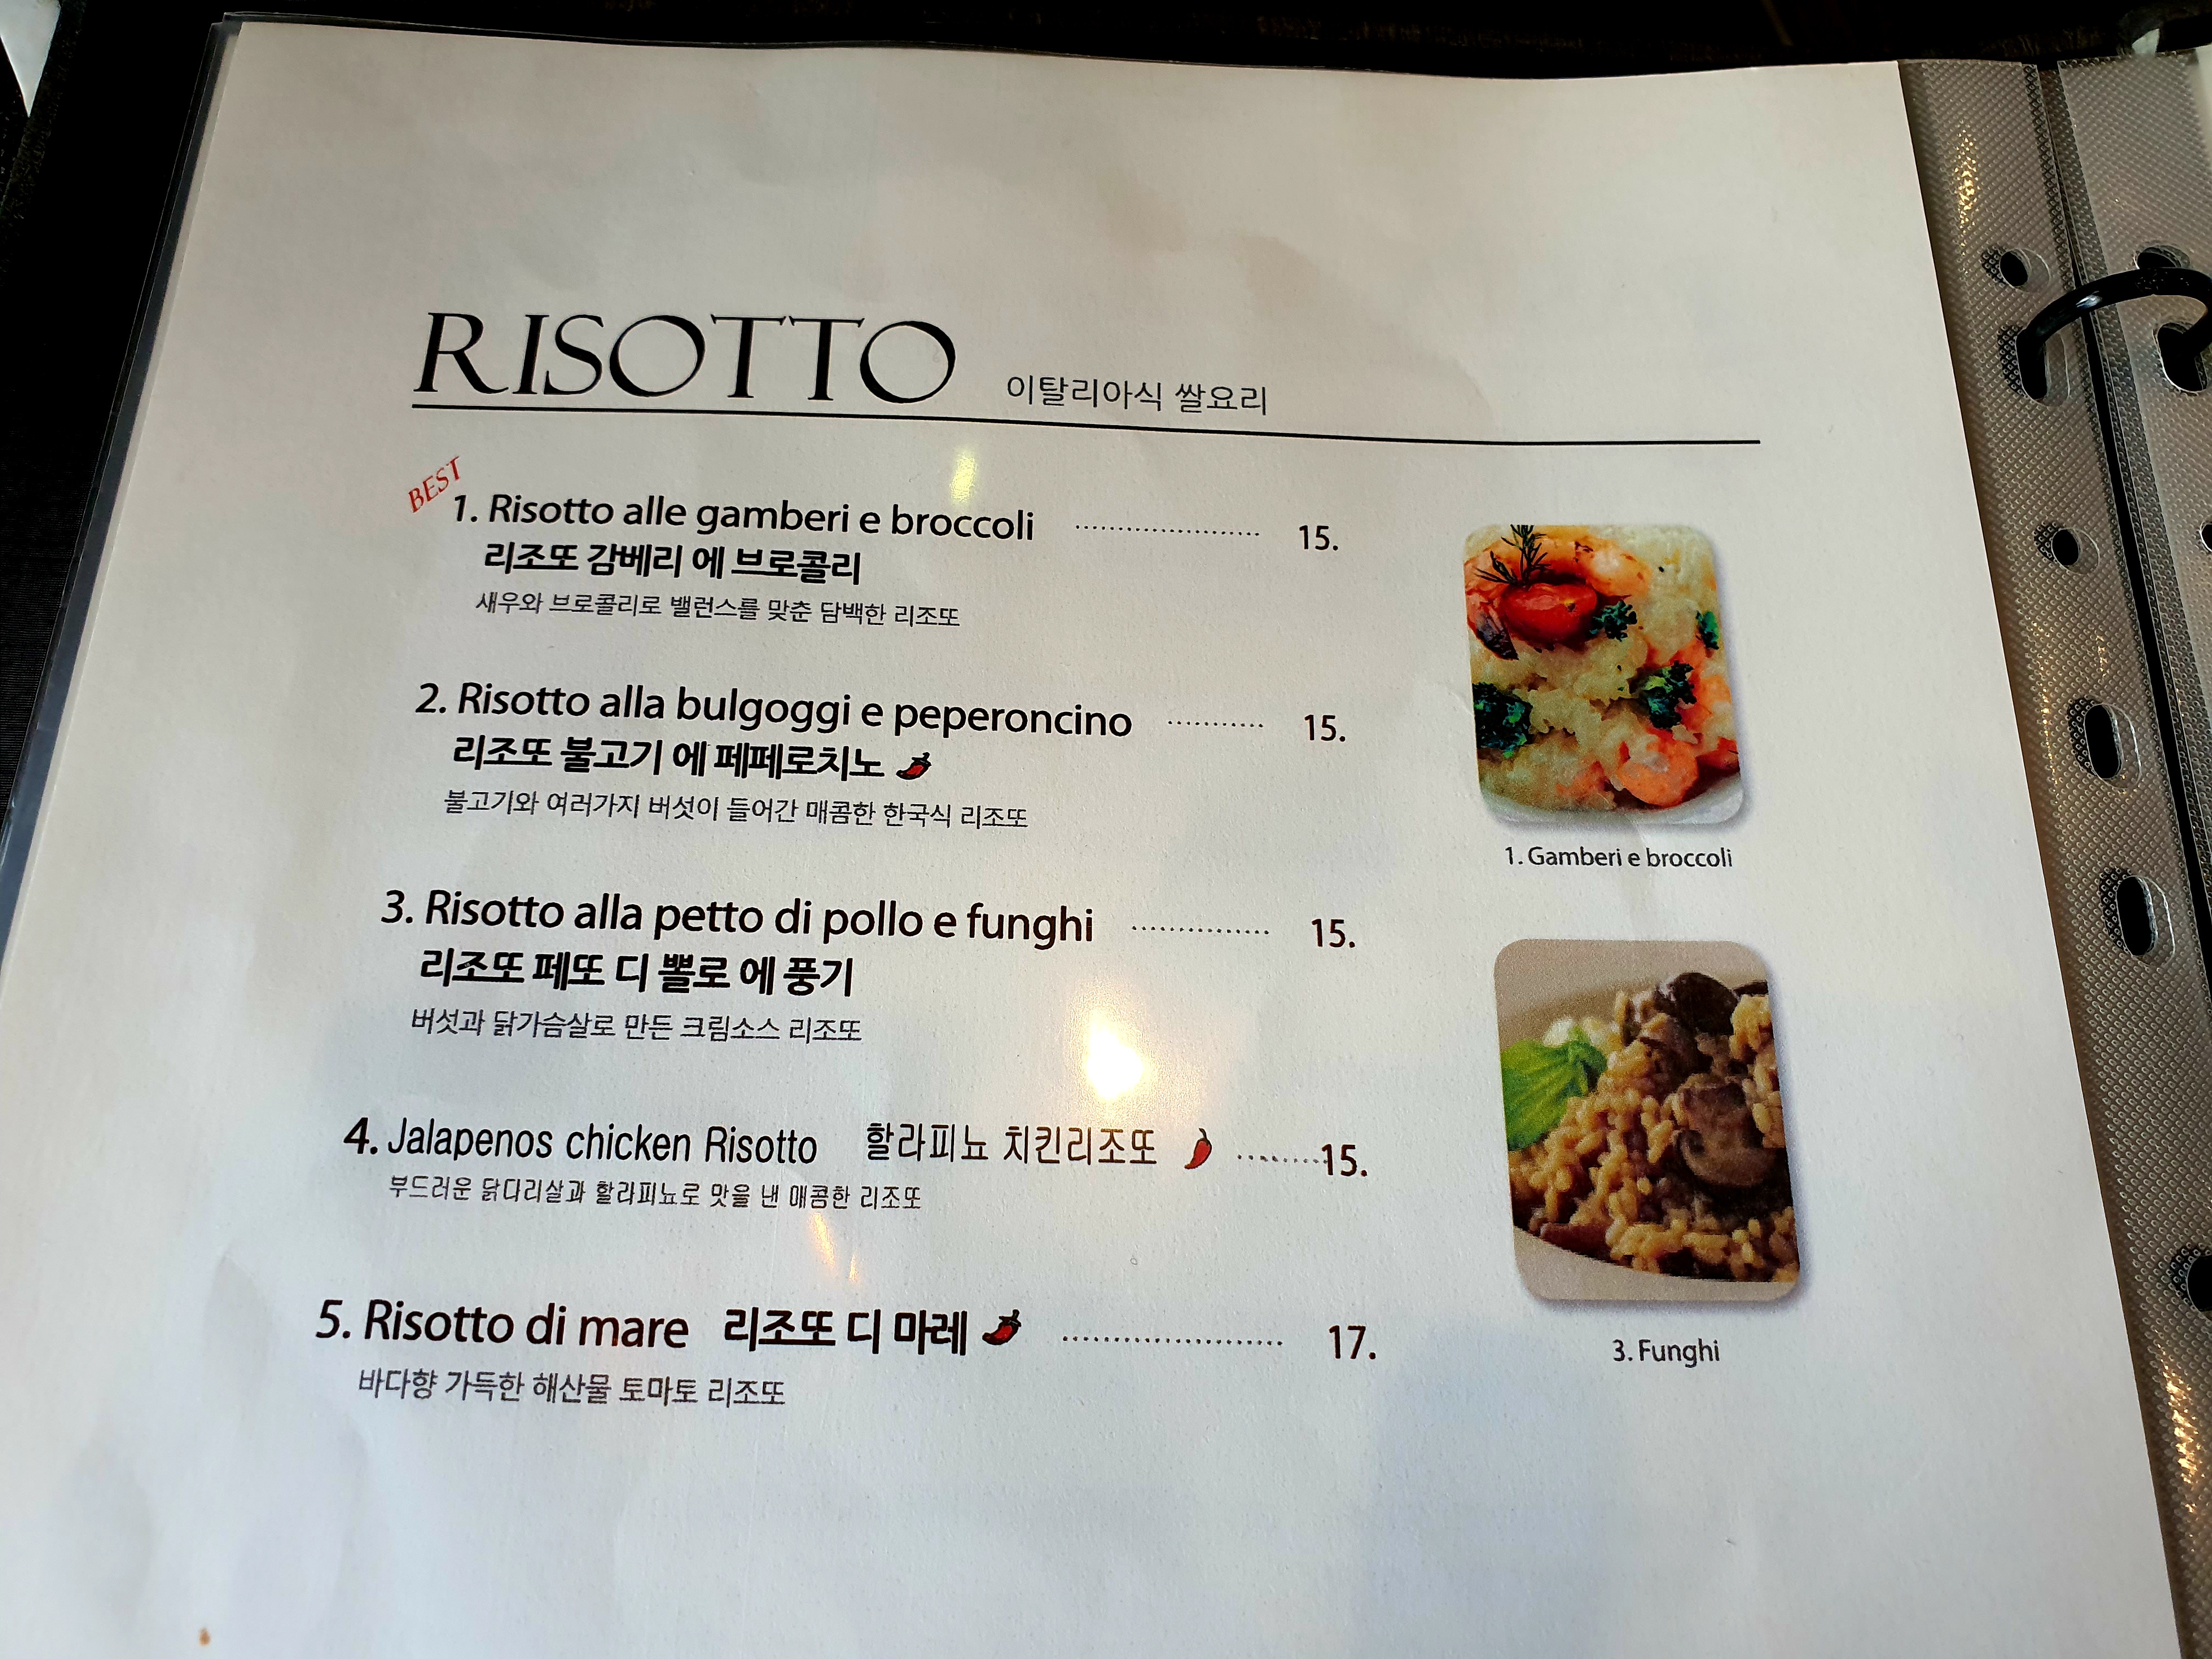 RISOTTO 이탈리아식 쌀요리
BEST
1. Risotto alle gamberi e broccoli ........................ 15.
리조또 감베리 에 브로콜리
새우와 브로콜리로 밸런스를 맞춘 담백한 리조또
2. Risotto alla bulgoggi e peperoncino ............ 15.
리조또 불고기 에 페페로치노 🌶
불고기와 여러가지 버섯이 들어간 매콤한 한국식 리조또
1. Gamberi e broccoli
3. Risotto alla petto di pollo e funghi ................. 15.
리조또 페또 디 뽈로 에 풍기
버섯과 닭가슴살로 만든 크림소스 리조또
4. Jalapenos chicken Risotto 할라피뇨 치킨리조또 🌶 ..........15.
부드러운 닭다리살과 할라피뇨로 맛을 낸 매콤한 리조또
5. Risotto di mare 리조또 디 마레 🌶 ............................ 17.
바다향 가득한 해산물 토마토 리조또
3. Funghi